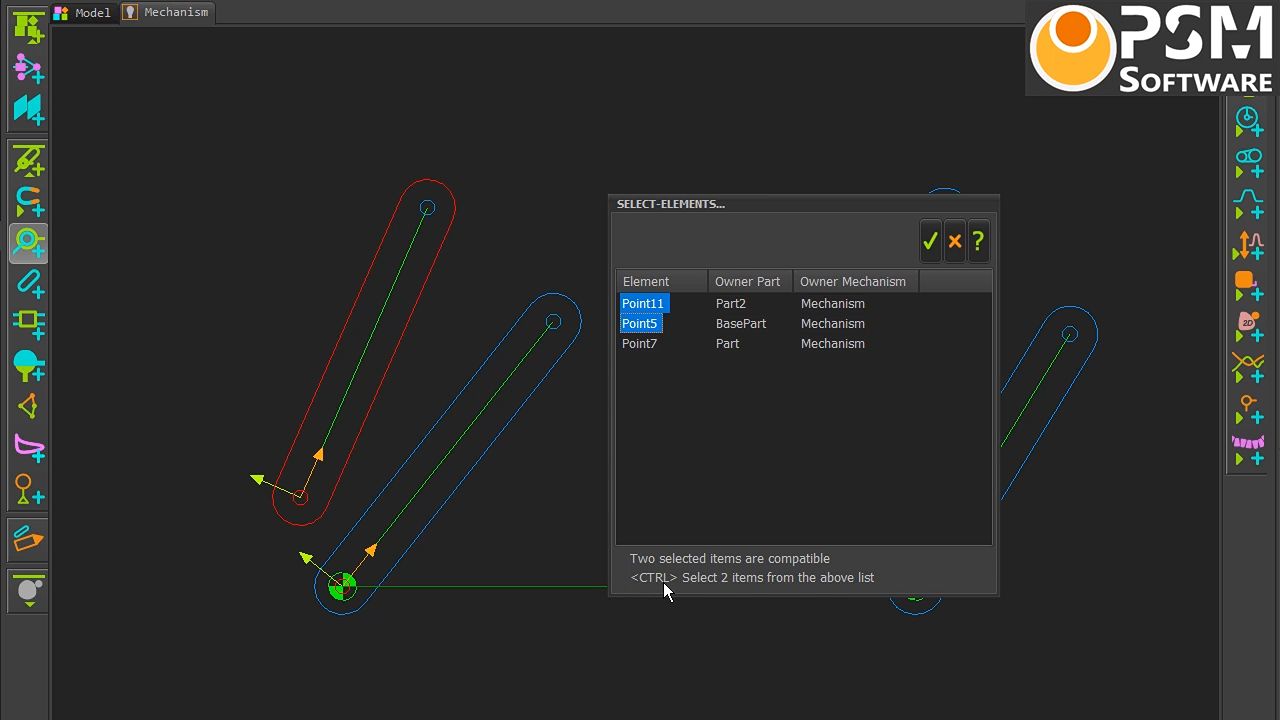 Model
Mechanism
PSM
SOFTWARE
SELECT-ELEMENTS...
?
Element Owner Part Owner Mechanism
Point11 Part2 Mechanism
Point5 BasePart Mechanism
Point7 Part Mechanism
Two selected items are compatible
<CTRL> Select 2 items from the above list
2D